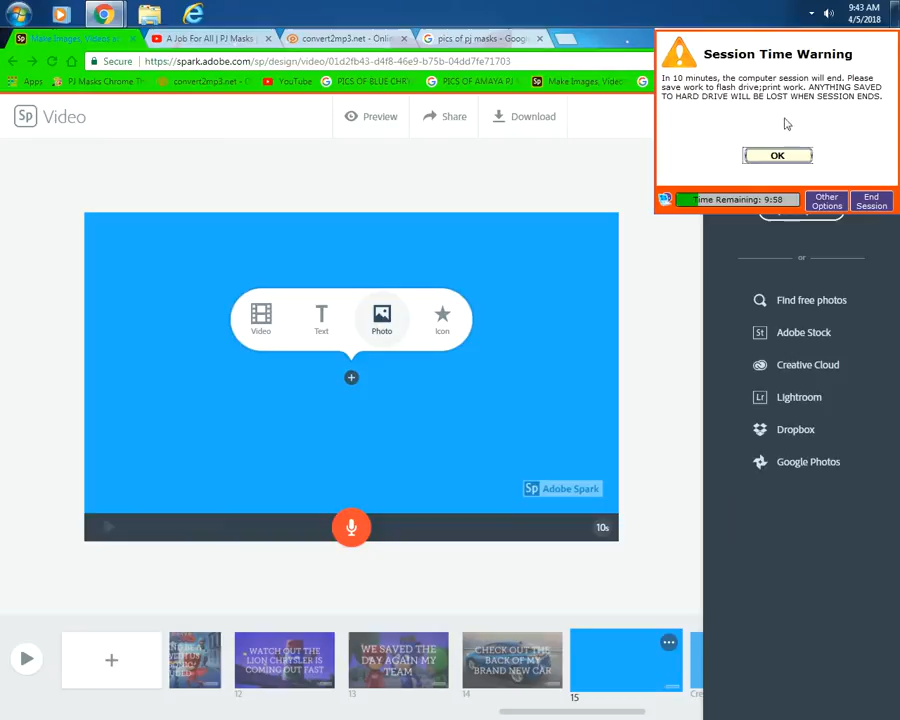 9:43 AM
4/5/2018
Make Images, Videos a
A Job For All | PJ Masks
convert2mp3.net - Onlin
pics of pj masks - Goog
Secure
https://spark.adobe.com/sp/design/video/01d2fb43-d4f8-46e9-b75b-04dd7fe71703
Apps
PJ Masks Chrome Th
convert2mp3.net - O
YouTube
PICS OF BLUE CHRY
PICS OF AMAYA PJ
Make Images, Video
Session Time Warning
In 10 minutes, the computer session will end. Please
save work to flash drive;print work. ANYTHING SAVED
TO HARD DRIVE WILL BE LOST WHEN SESSION ENDS.
OK
Time Remaining: 9:58
Other
Options
End
Session
Sp Video
Preview
Share
Download
or
Find free photos
St Adobe Stock
Creative Cloud
Lr Lightroom
Dropbox
Google Photos
Video
Text
Photo
Icon
Sp Adobe Spark
10s
WATCH OUT THE
LION CHRYSLER IS
COMING OUT FAST
12
WE SAVED THE
DAY AGAIN MY
TEAM
13
CHECK OUT THE
BACK OF MY
BRAND NEW CAR
14
15
Cre